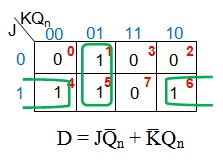 KQn
J
00 01 11 10
0 0 0 1 1 0 3 0 2
1 1 4 1 5 0 7 1 6
D = JQ̅n + K̅Qn